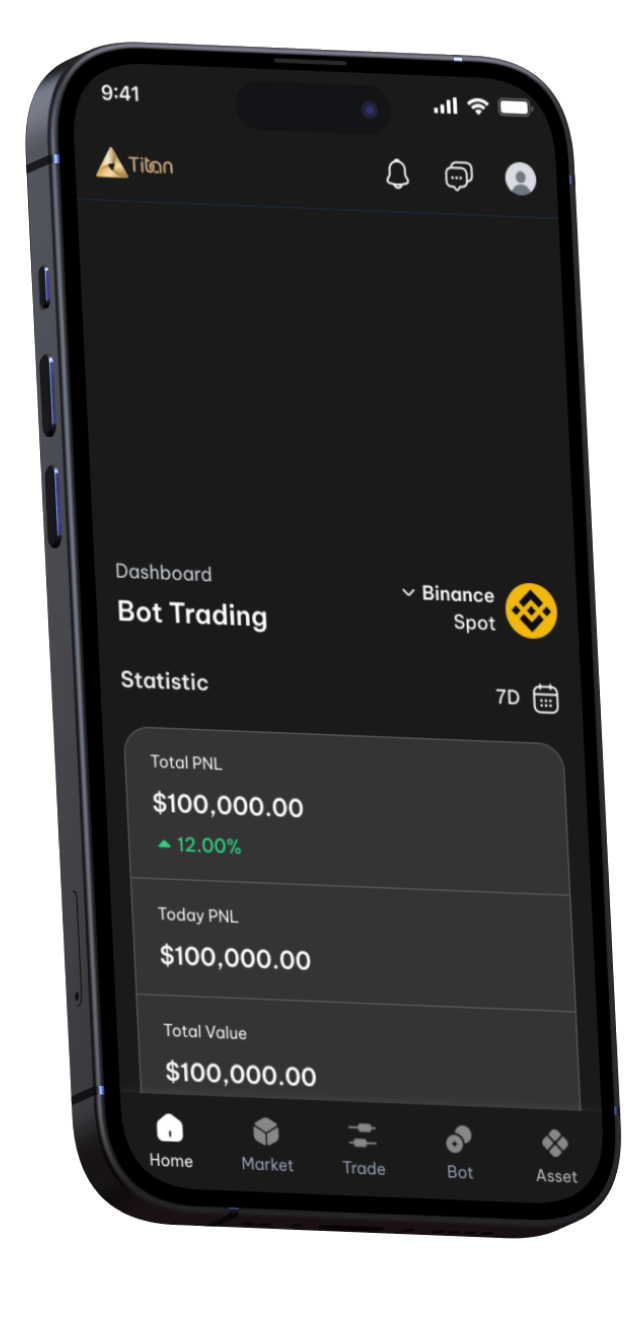 9:41
Titan
Dashboard
Bot Trading
Binance
Spot
Statistic
7D
Total PNL
$100,000.00
12.00%
Today PNL
$100,000.00
Total Value
$100,000.00
Home Market Trade Bot Asset